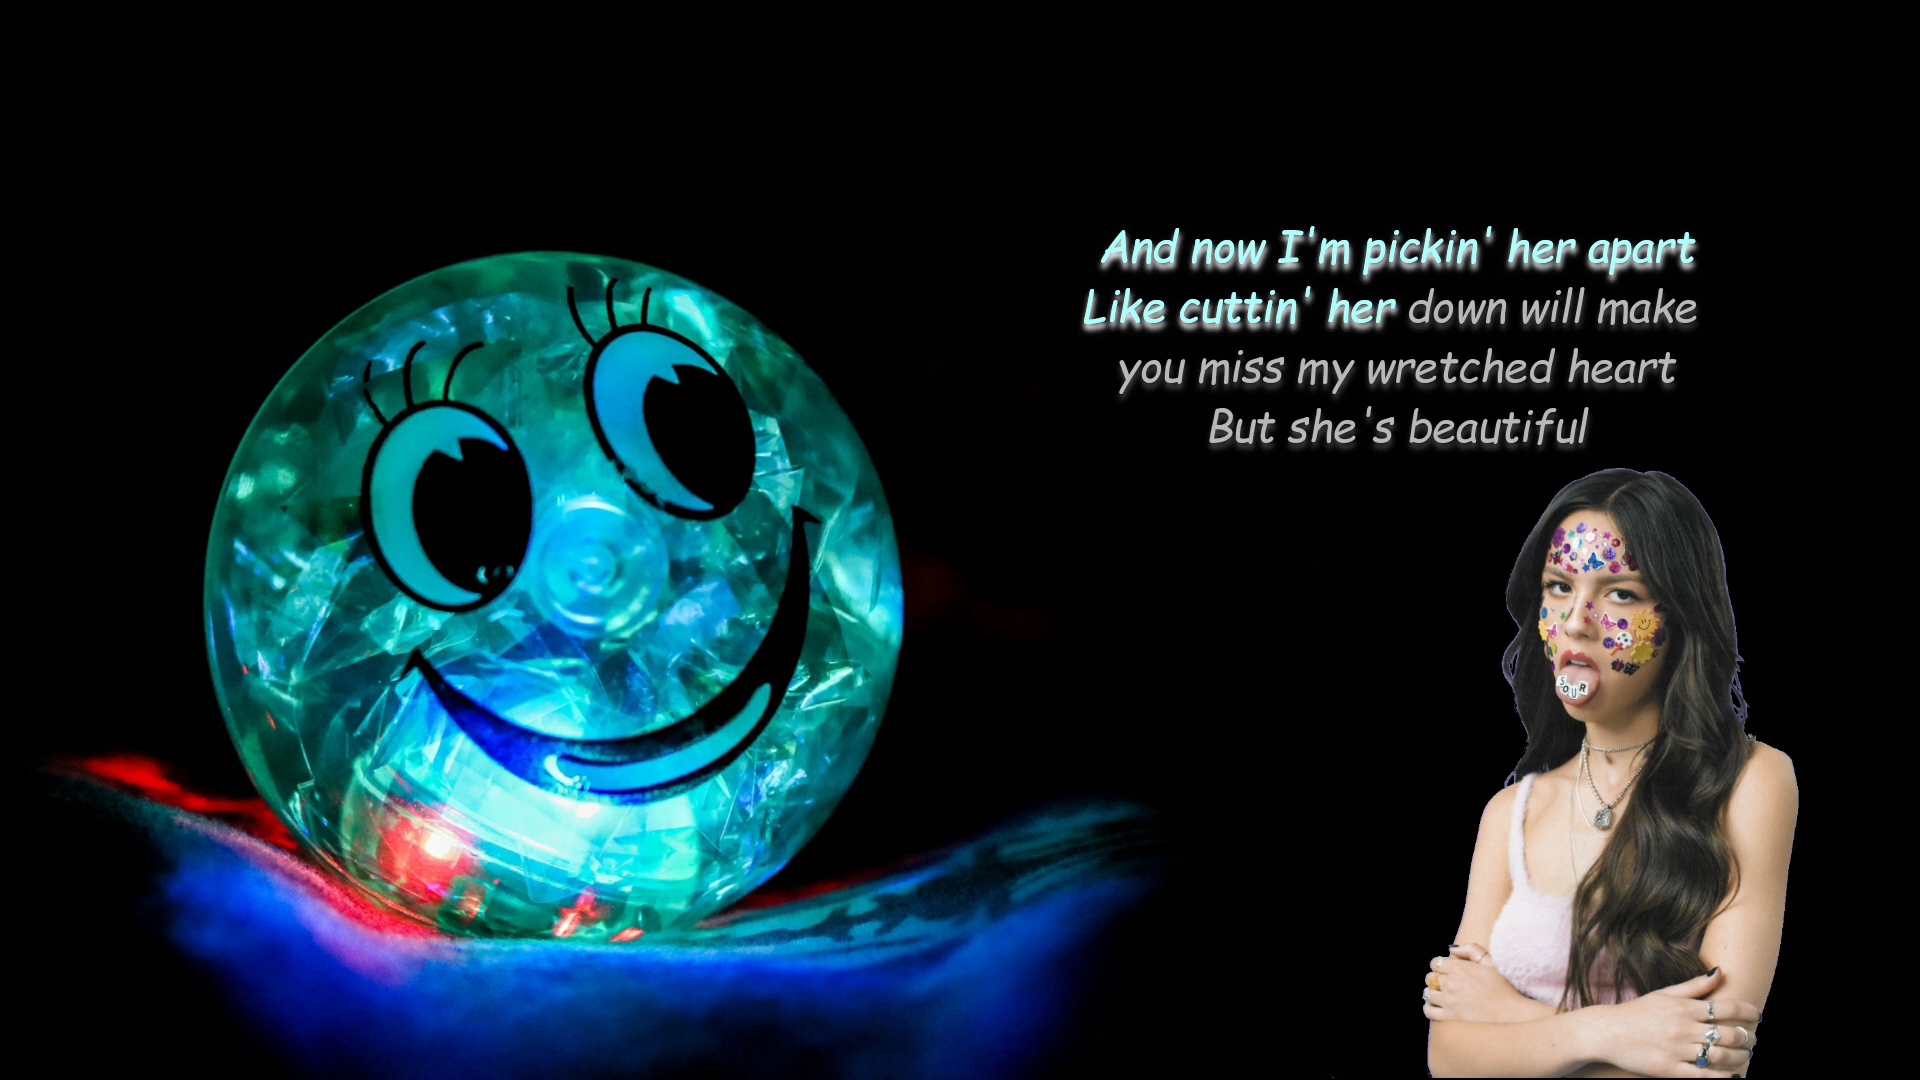 And now I'm pickin' her apart
Like cuttin' her down will make
you miss my wretched heart
But she's beautiful
SOUR